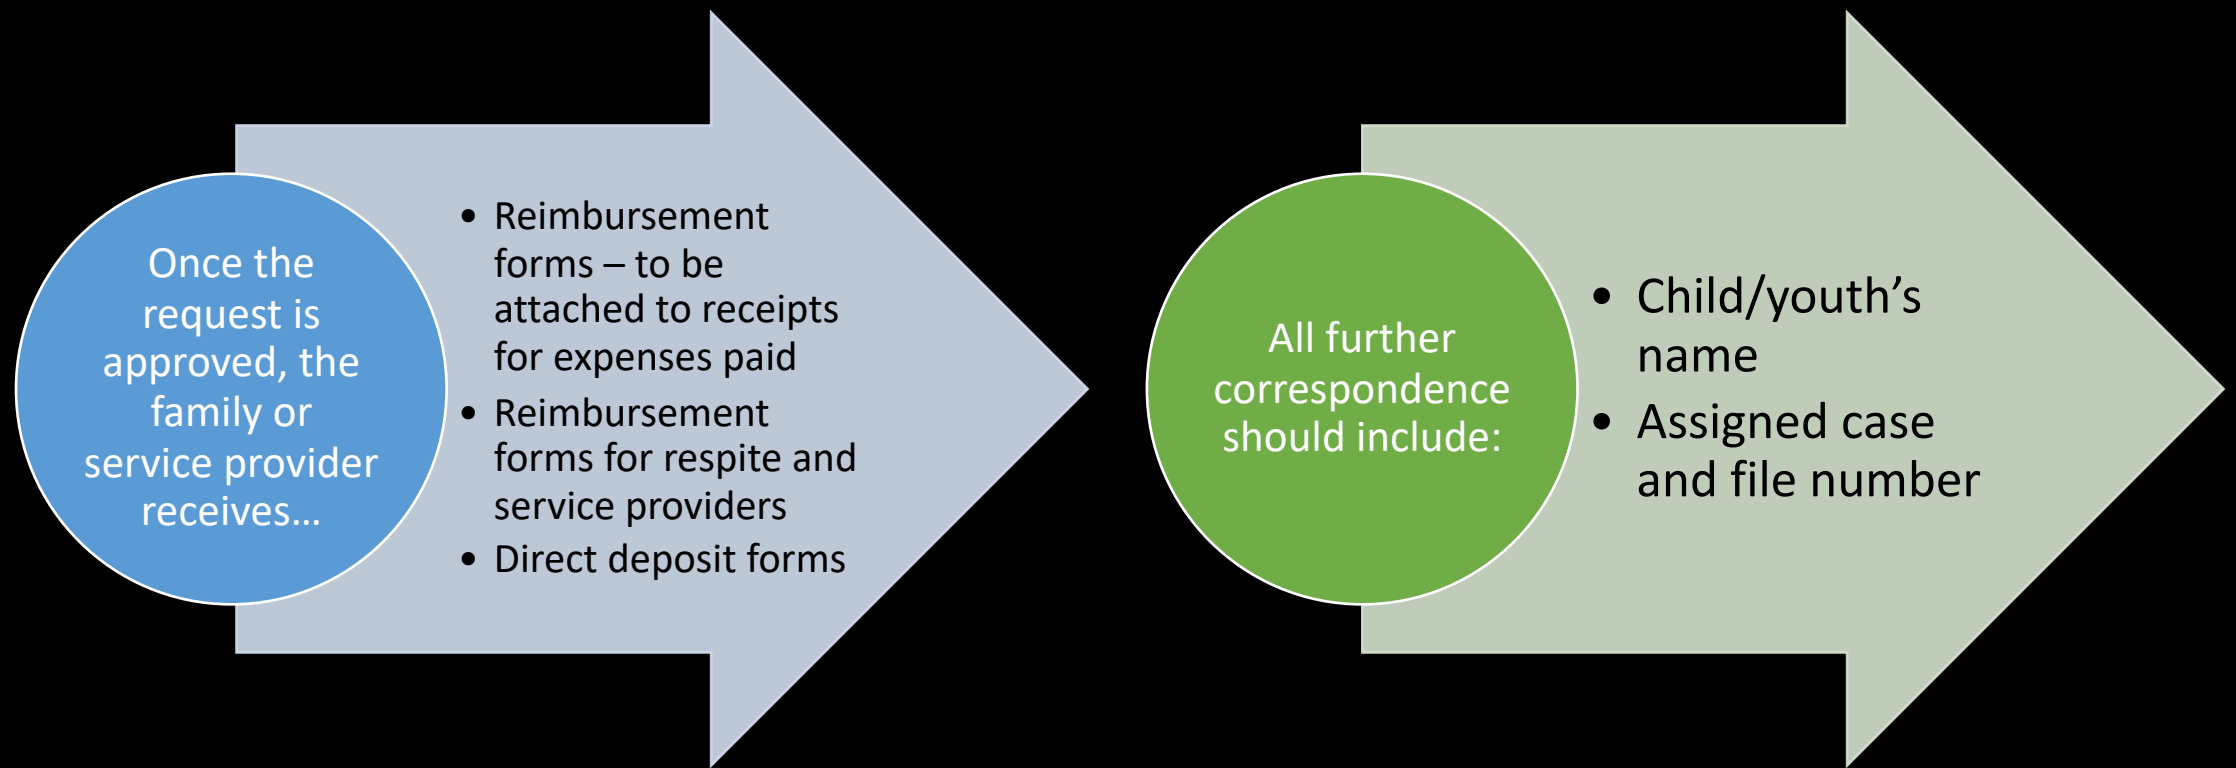 Once the
request is
approved, the
family or
service provider
receives…
• Reimbursement
forms – to be
attached to receipts
for expenses paid
• Reimbursement
forms for respite and
service providers
• Direct deposit forms
All further
correspondence
should include:
• Child/youth’s
name
• Assigned case
and file number